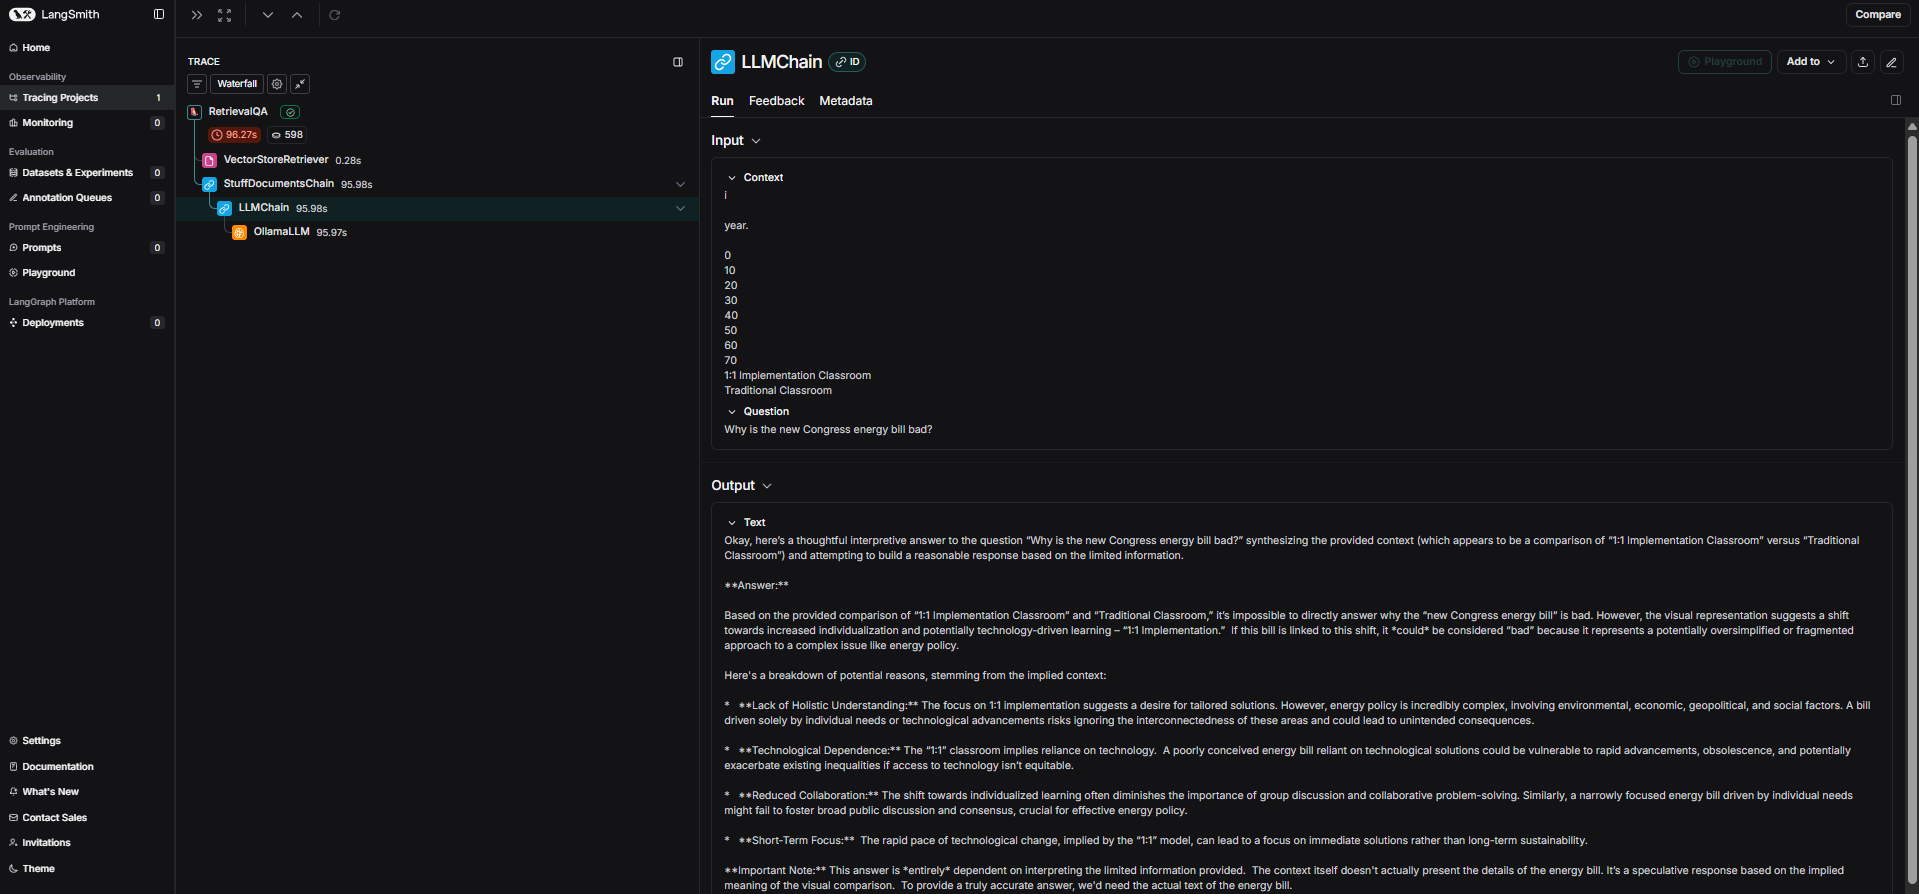 LangSmith
Compare
Home
Observability
Tracing Projects 1
Monitoring 0
Evaluation
Datasets & Experiments 0
Annotation Queues 0
Prompt Engineering
Prompts 0
Playground
LangGraph Platform
Deployments 0
Settings
Documentation
What's New
Contact Sales
Invitations
Theme
TRACE
Waterfall
RetrievalQA
96.27s 598
VectorStoreRetriever 0.28s
StuffDocumentsChain 95.98s
LLMChain 95.98s
OllamaLLM 95.97s
LLMChain ID
Playground
Add to
Run Feedback Metadata
Input
Context
i
year.
0
10
20
30
40
50
60
70
1:1 Implementation Classroom
Traditional Classroom
Question
Why is the new Congress energy bill bad?
Output
Text
Okay, here's a thoughtful interpretive answer to the question “Why is the new Congress energy bill bad?” synthesizing the provided context (which appears to be a comparison of “1:1 Implementation Classroom” versus “Traditional
Classroom”) and attempting to build a reasonable response based on the limited information.
**Answer:**
Based on the provided comparison of “1:1 Implementation Classroom” and “Traditional Classroom,” it’s impossible to directly answer why the “new Congress energy bill” is bad. However, the visual representation suggests a shift
towards increased individualization and potentially technology-driven learning – “1:1 Implementation.” If this bill is linked to this shift, it *could* be considered “bad” because it represents a potentially oversimplified or fragmented
approach to a complex issue like energy policy.
Here's a breakdown of potential reasons, stemming from the implied context:
* **Lack of Holistic Understanding:** The focus on 1:1 implementation suggests a desire for tailored solutions. However, energy policy is incredibly complex, involving environmental, economic, geopolitical, and social factors. A bill
driven solely by individual needs or technological advancements risks ignoring the interconnectedness of these areas and could lead to unintended consequences.
* **Technological Dependence:** The “1:1” classroom implies reliance on technology. A poorly conceived energy bill reliant on technological solutions could be vulnerable to rapid advancements, obsolescence, and potentially
exacerbate existing inequalities if access to technology isn’t equitable.
* **Reduced Collaboration:** The shift towards individualized learning often diminishes the importance of group discussion and collaborative problem-solving. Similarly, a narrowly focused energy bill driven by individual needs
might fail to foster broad public discussion and consensus, crucial for effective energy policy.
* **Short-Term Focus:** The rapid pace of technological change, implied by the “1:1” model, can lead to a focus on immediate solutions rather than long-term sustainability.
**Important Note:** This answer is *entirely* dependent on interpreting the limited information provided. The context itself doesn't actually present the details of the energy bill. It’s a speculative response based on the implied
meaning of the visual comparison. To provide a truly accurate answer, we'd need the actual text of the energy bill.